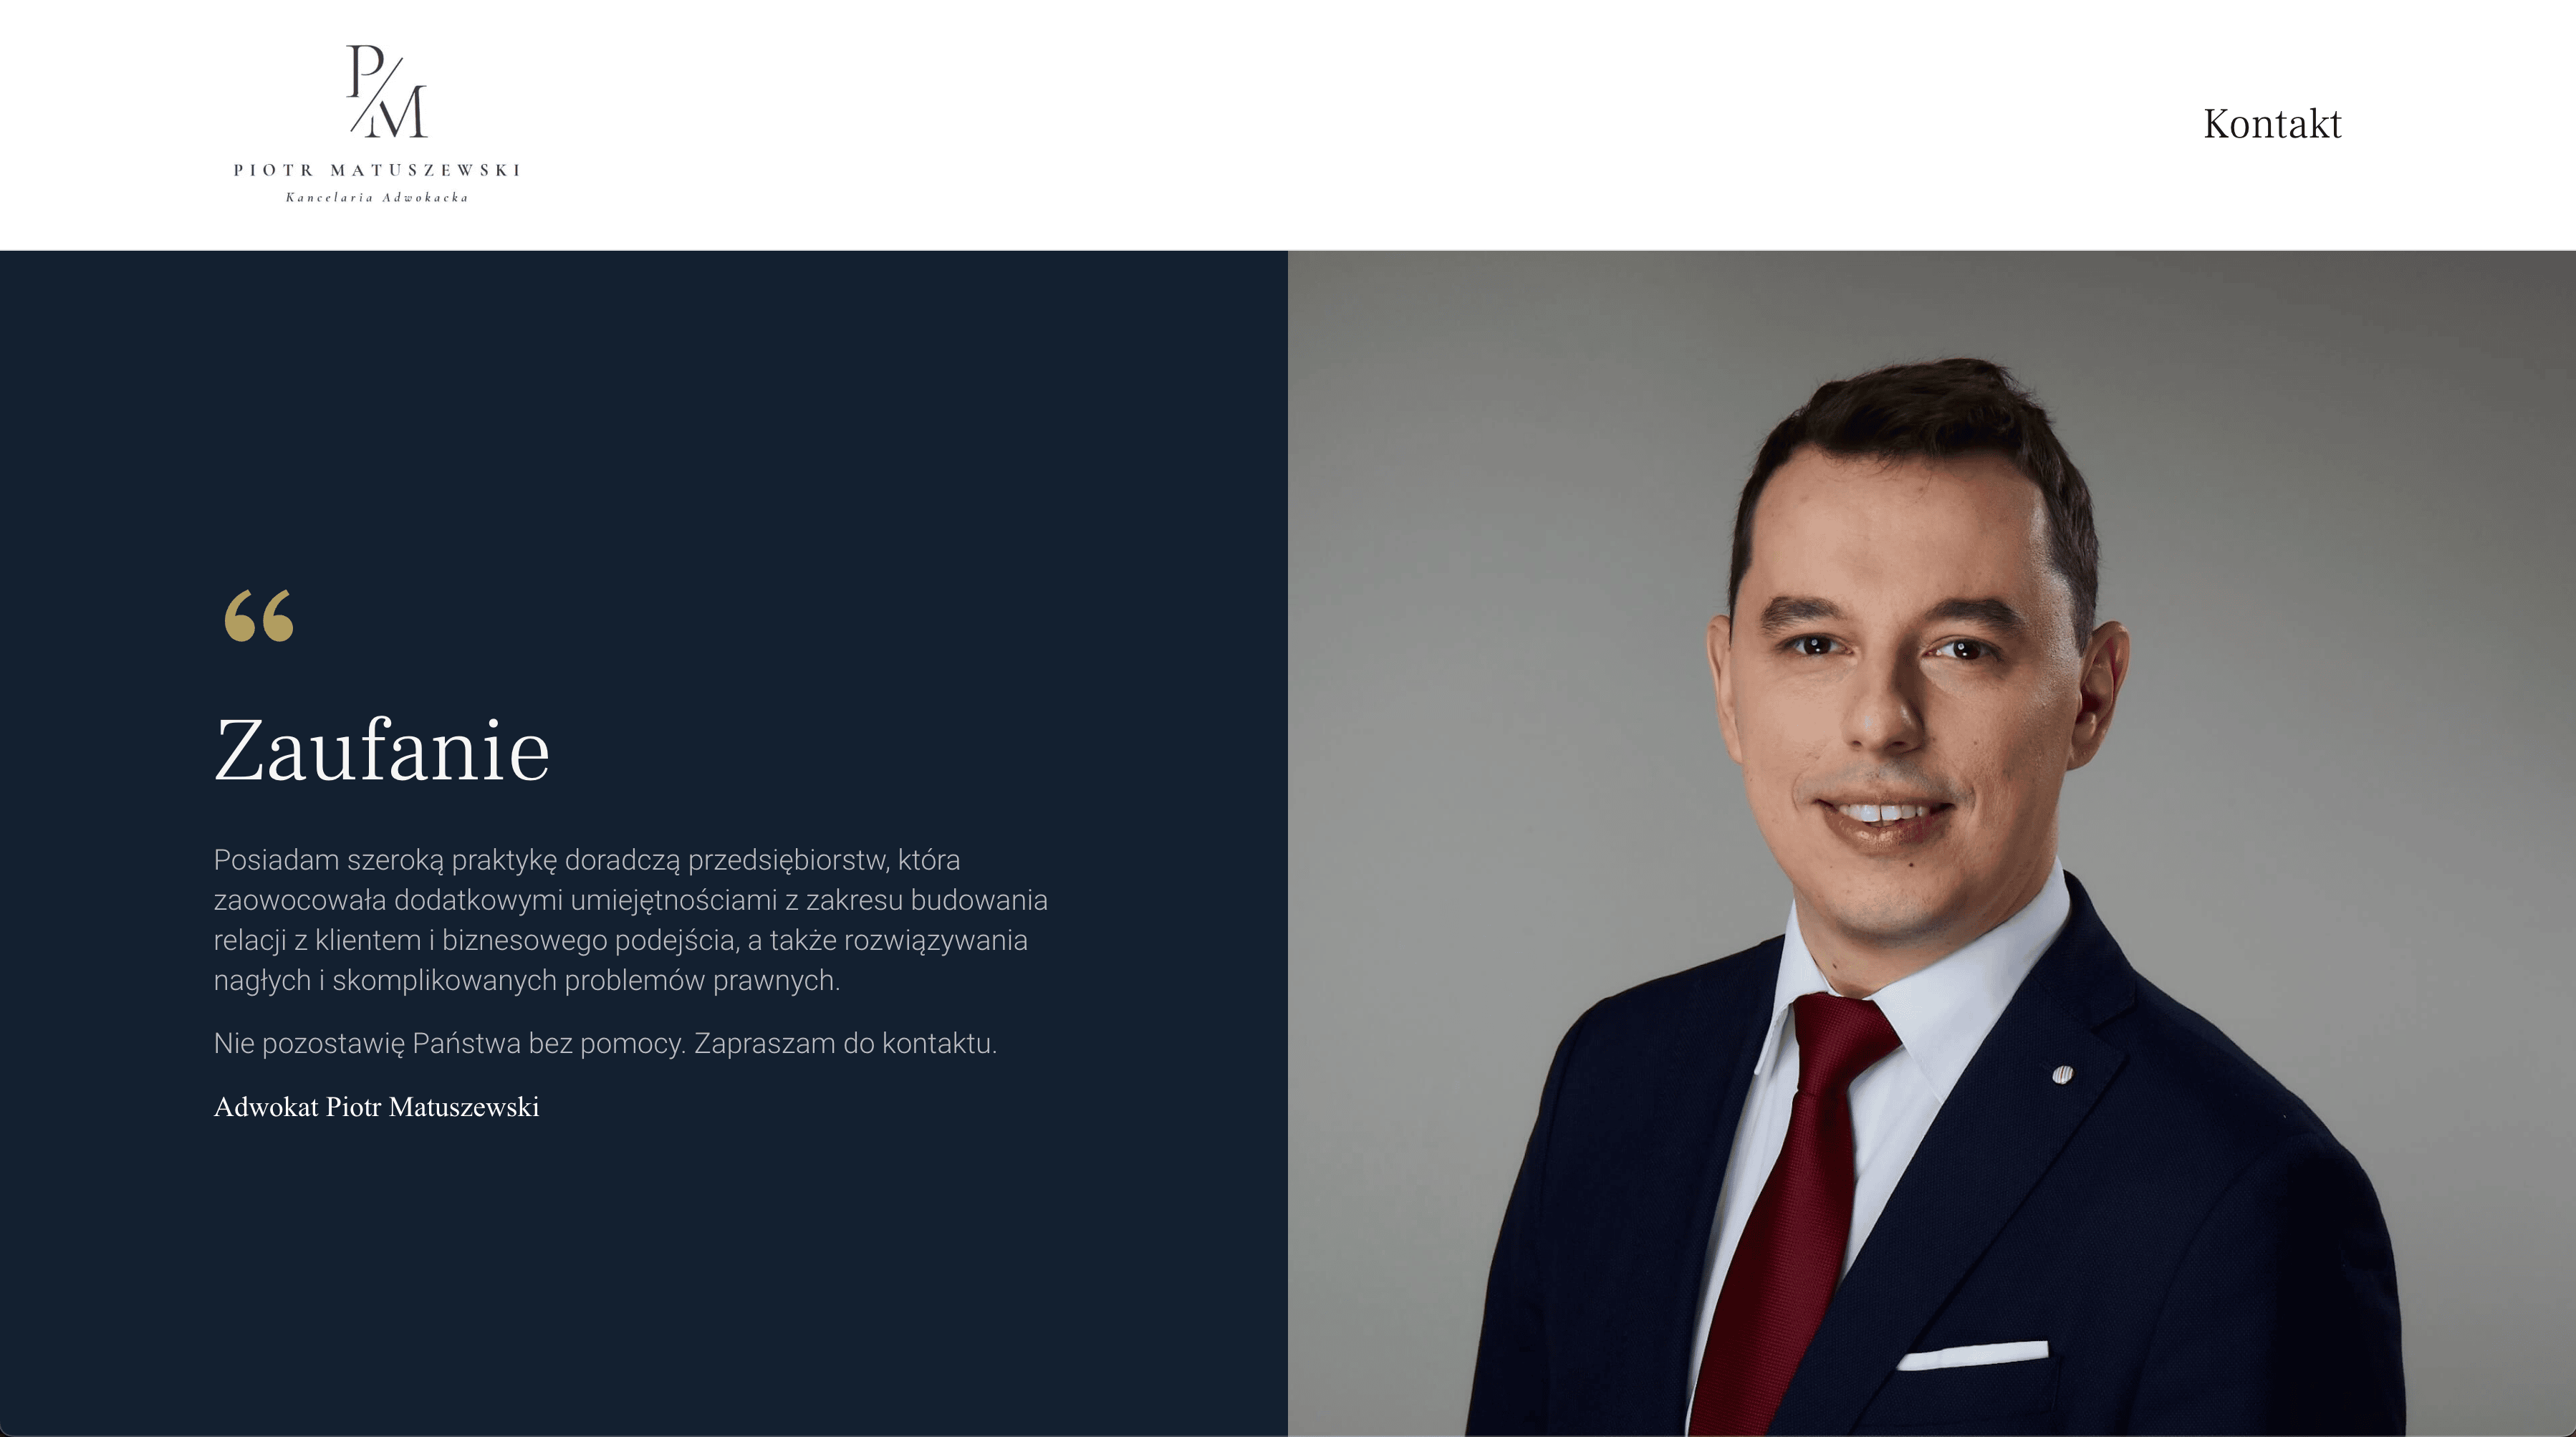 P/M
PIOTR MATUSZEWSKI
Kancelaria Adwokacka
Kontakt
“
Zaufanie
Posiadam szeroką praktykę doradczą przedsiębiorstw, która
zaowocowała dodatkowymi umiejętnościami z zakresu budowania
relacji z klientem i biznesowego podejścia, a także rozwiązywania
nagłych i skomplikowanych problemów prawnych.
Nie pozostawię Państwa bez pomocy. Zapraszam do kontaktu.
Adwokat Piotr Matuszewski